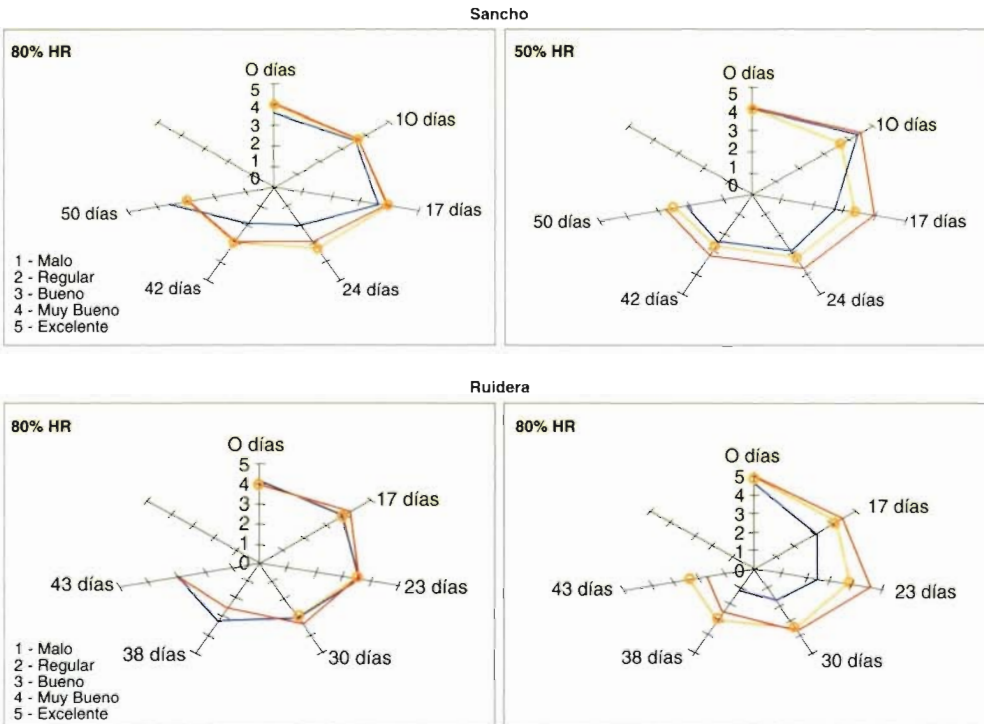 Sancho
80% HR
O días
5
4
3
2
1
0
10 días
17 días
24 días
42 días
50 días
1 - Malo
2 - Regular
3 - Bueno
4 - Muy Bueno
5 - Excelente
50% HR
O días
5
4
3
2
1
0
10 días
17 días
24 días
42 días
50 días
Ruidera
80% HR
O días
5
4
3
2
1
0
17 días
23 días
30 días
38 días
43 días
1 - Malo
2 - Regular
3 - Bueno
4 - Muy Bueno
5 - Excelente
80% HR
O días
5
4
3
2
1
0
17 días
23 días
30 días
38 días
43 días